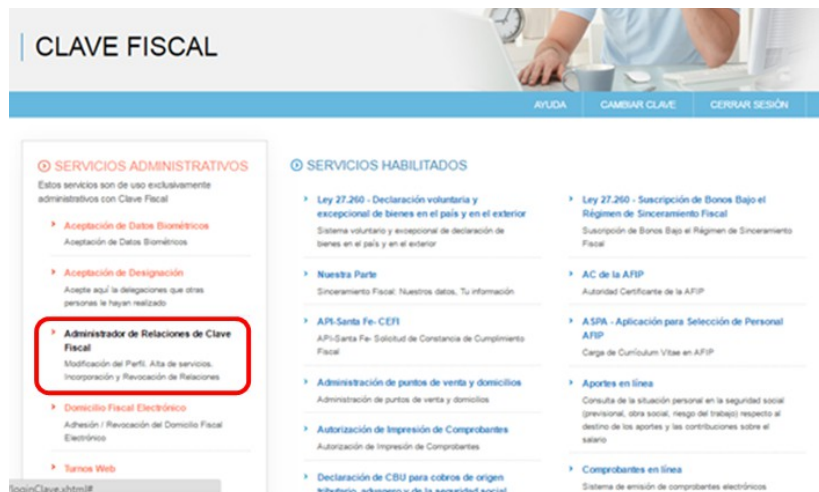 CLAVE FISCAL
AYUDA CAMBIAR CLAVE CERRAR SESIÓN
SERVICIOS ADMINISTRATIVOS
Estos servicios son de uso exclusivamente
administrativos con Clave Fiscal
Aceptación de Datos Biométricos
Aceptación de Datos Biométricos
Aceptación de Designación
Acepte aquí la delegaciones que otras
personas le hayan realizado
Administrador de Relaciones de Clave
Fiscal
Modificación del Perfil. Alta de servicios.
Incorporación y Revocación de Relaciones
Domicilio Fiscal Electrónico
Adhesión / Revocación del Domicilio Fiscal
Electrónico
Turnos Web
loginClave.xhtml#
SERVICIOS HABILITADOS
Ley 27.260 - Declaración voluntaria y
excepcional de bienes en el país y en el exterior
Sistema voluntario y excepcional de declaración de
bienes en el país y en el exterior
Nuestra Parte
Sinceramiento Fiscal: Nuestros datos, Tu información
API-Santa Fe- CEFI
API-Santa Fe- Solicitud de Constancia de Cumplimiento
Fiscal
Administración de puntos de venta y domicilios
Administración de puntos de venta y domicilios
Autorización de Impresión de Comprobantes
Autorización de Impresión de Comprobantes
Declaración de CBU para cobros de origen
tributario, aduanero y de la seguridad social
Ley 27.260 - Suscripción de Bonos Bajo el
Régimen de Sinceramiento Fiscal
Suscripción de Bonos Bajo el Régimen de Sinceramiento
Fiscal
AC de la AFIP
Autoridad Certificante de la AFIP
ASPA - Aplicación para Selección de Personal
AFIP
Carga de Currículum Vitae en AFIP
Aportes en línea
Consulta de la situación personal en la seguridad social
(previsional, obra social, riesgo del trabajo) respecto al
destino de los aportes y las contribuciones sobre el
salario
Comprobantes en línea
Sistema de emisión de comprobantes electrónicos